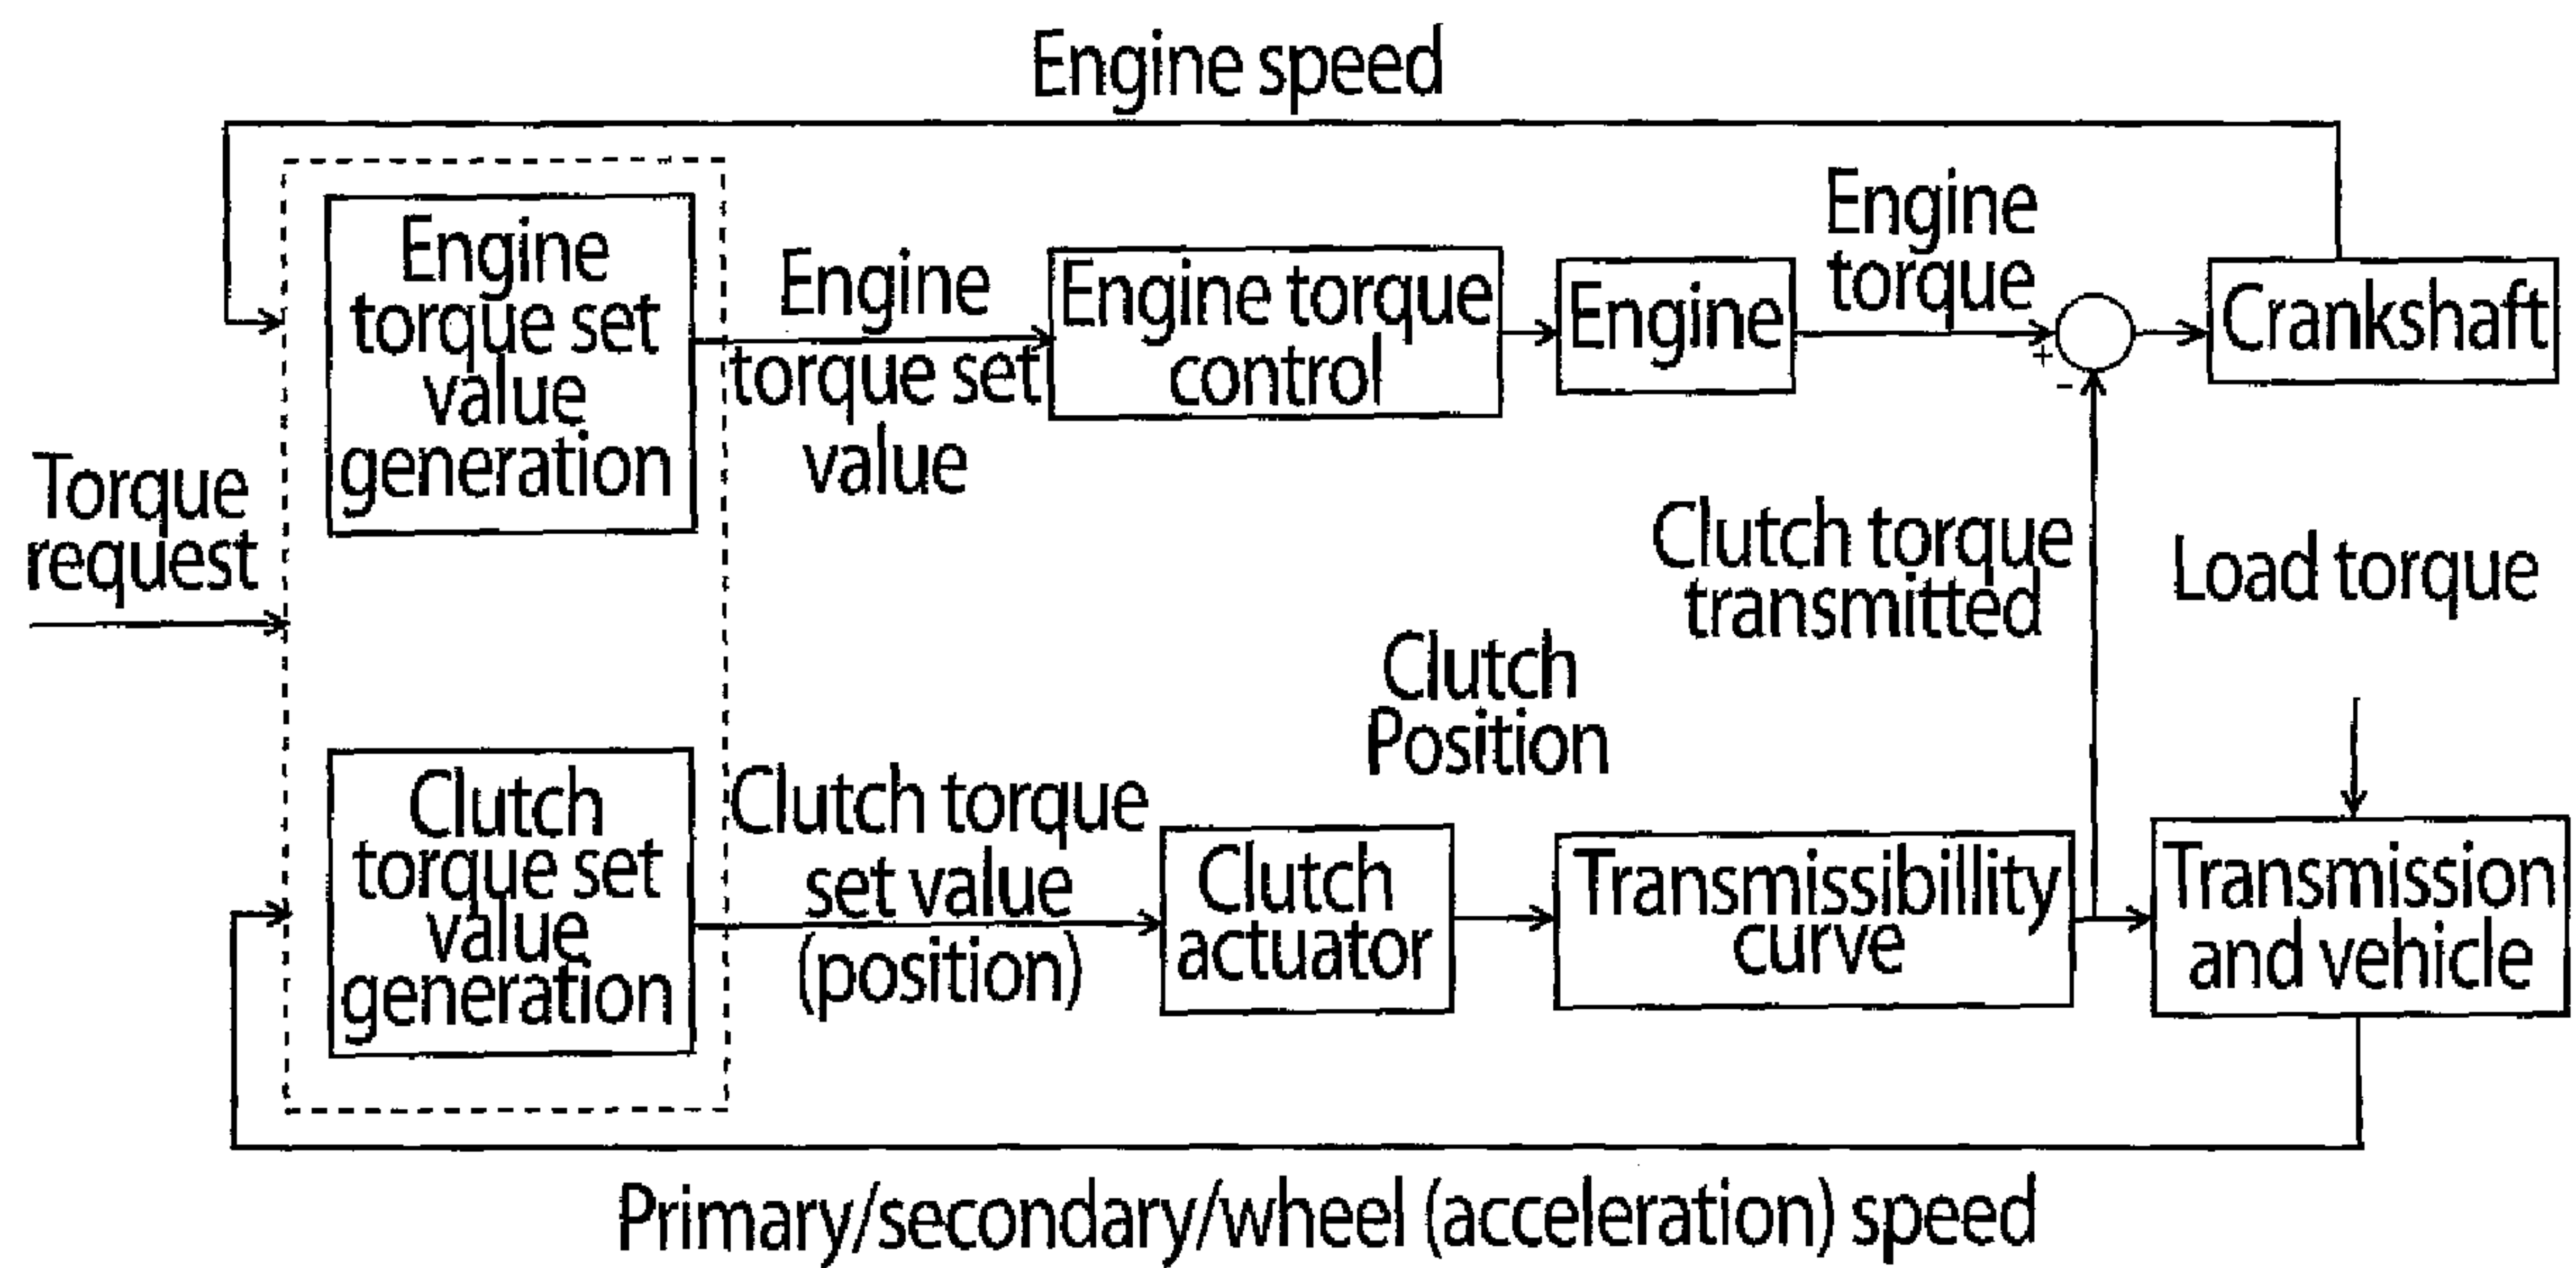 Engine speed
Engine
torque set
value
generation
Engine
torque set
value
Engine torque
control
Engine
Engine
torque
+
-
Crankshaft
Torque
request
Clutch torque
transmitted
Load torque
Clutch
Position
Clutch
torque set
value
generation
Clutch torque
set value
(position)
Clutch
actuator
Transmissibillity
curve
Transmission
and vehicle
Primary/secondary/wheel (acceleration) speed